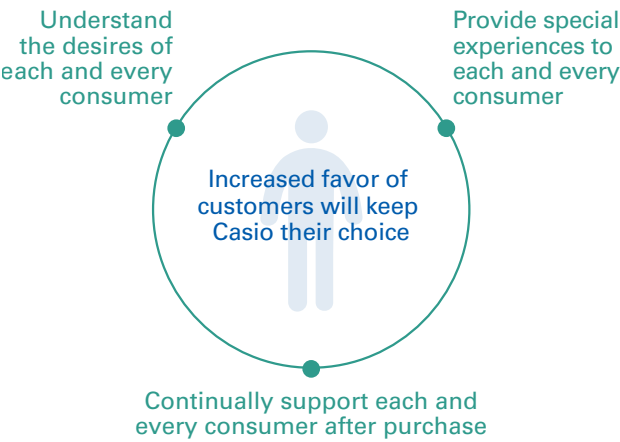 Understand
the desires of
each and every
consumer
Provide special
experiences to
each and every
consumer
Increased favor of
customers will keep
Casio their choice
Continually support each and
every consumer after purchase